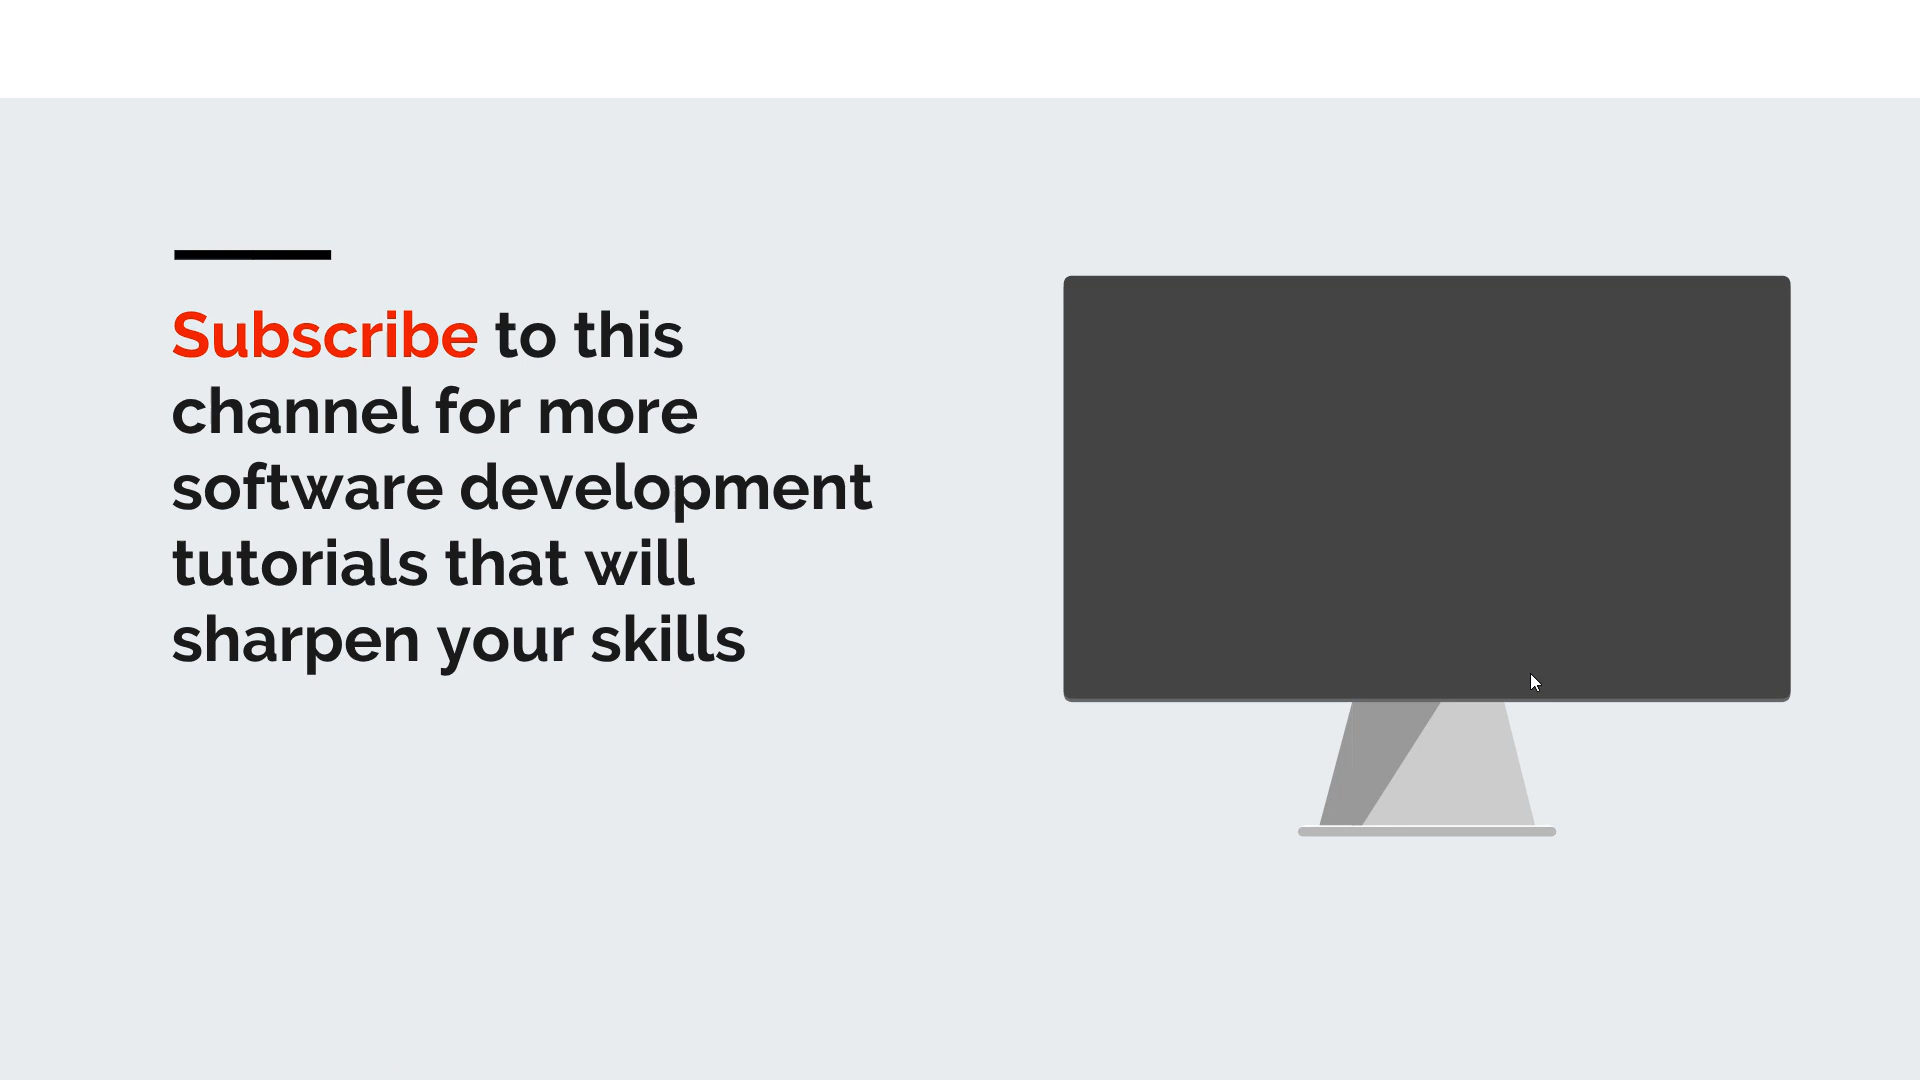 Subscribe to this
channel for more
software development
tutorials that will
sharpen your skills